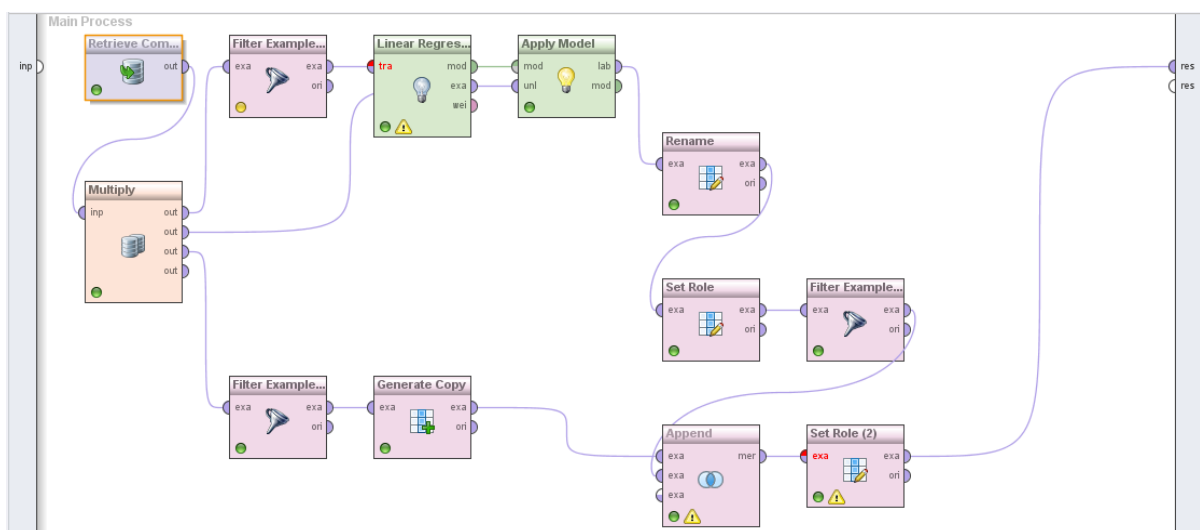 Main Process
inp
res
res
Retrieve Com...
out
Filter Example...
exa exa
ori
Linear Regres...
tra mod
exa
wei
Apply Model
mod lab
unl mod
Rename
exa exa
ori
Multiply
inp out
out
out
out
Set Role
exa exa
ori
Filter Example...
exa exa
ori
Filter Example...
exa exa
ori
Generate Copy
exa exa
ori
Append
exa mer
exa
exa
Set Role (2)
exa exa
ori